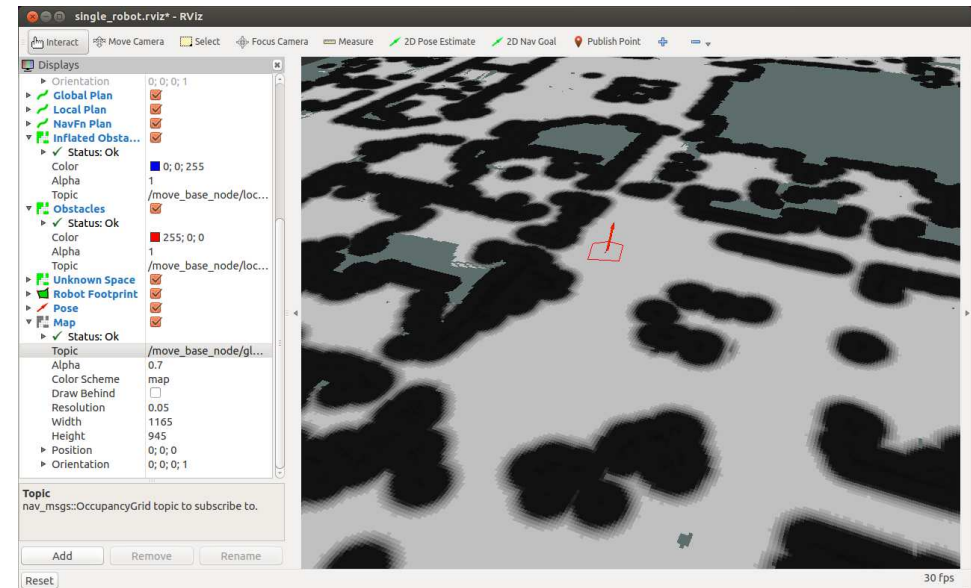 single_robot.rviz* - RViz
Interact Move Camera Select Focus Camera Measure 2D Pose Estimate 2D Nav Goal Publish Point
Displays
Orientation 0; 0; 0; 1
Global Plan
Local Plan
NavFn Plan
Inflated Obsta...
Status: Ok
Color 0; 0; 255
Alpha 1
Topic /move_base_node/loc...
Obstacles
Status: Ok
Color 255; 0; 0
Alpha 1
Topic /move_base_node/loc...
Unknown Space
Robot Footprint
Pose
Map
Status: Ok
Topic /move_base_node/gl...
Alpha 0.7
Color Scheme map
Draw Behind
Resolution 0.05
Width 1165
Height 945
Position 0; 0; 0
Orientation 0; 0; 0; 1
Topic
nav_msgs::OccupancyGrid topic to subscribe to.
Add Remove Rename
Reset 30 fps